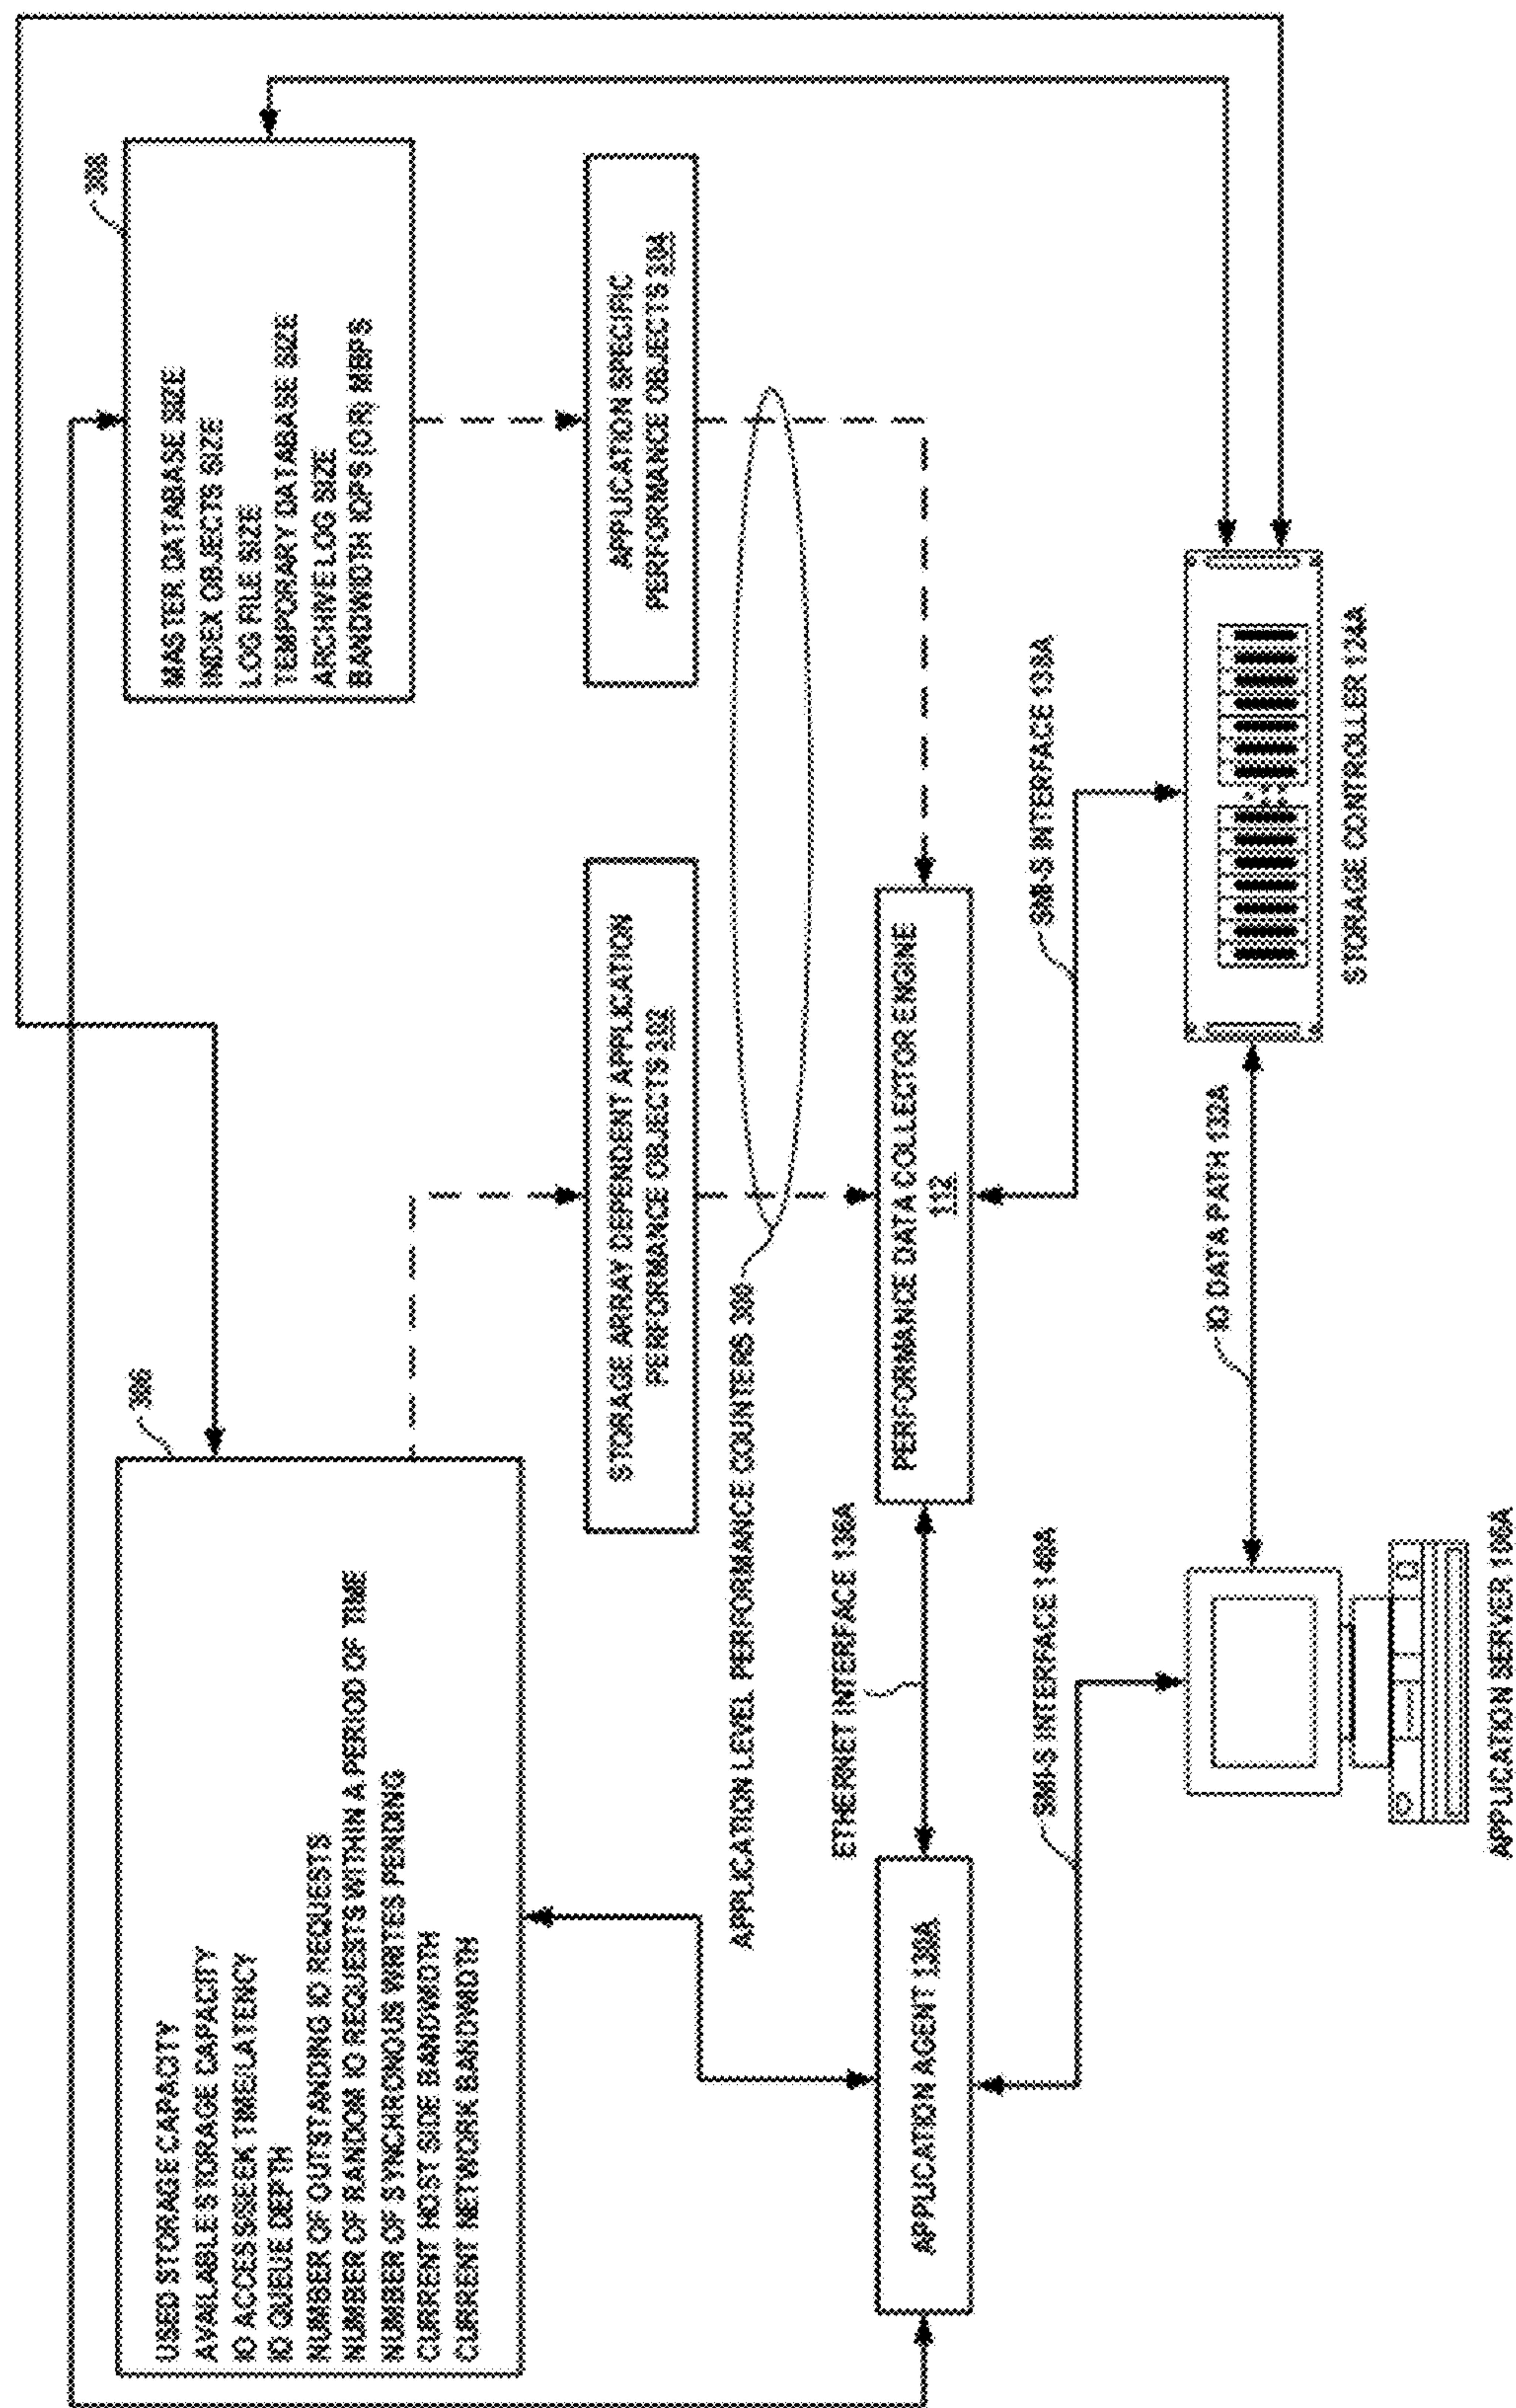 306
USED STORAGE CAPACITY
AVAILABLE STORAGE CAPACITY
IO ACCESS/SEEK TIME/LATENCY
IO QUEUE DEPTH
NUMBER OF OUTSTANDING IO REQUESTS
NUMBER OF RANDOM IO REQUESTS WITHIN A PERIOD OF TIME
NUMBER OF SYNCHRONOUS WRITES PENDING
CURRENT HOST SIDE BANDWIDTH
CURRENT NETWORK BANDWIDTH
308
MASTER DATABASE SIZE
INDEX OBJECTS SIZE
LOG FILE SIZE
TEMPORARY DATABASE SIZE
ARCHIVE LOG SIZE
BANDWIDTH IOPS (OR) MBPS
STORAGE ARRAY DEPENDENT APPLICATION
PERFORMANCE OBJECTS 302
APPLICATION SPECIFIC
PERFORMANCE OBJECTS 304
APPLICATION LEVEL PERFORMANCE COUNTERS 300
ETHERNET INTERFACE 136A
APPLICATION AGENT 130A
PERFORMANCE DATA COLLECTOR ENGINE
112
SMI-S INTERFACE 140A
SMI-S INTERFACE 138A
IO DATA PATH 132A
STORAGE CONTROLLER 124A
APPLICATION SERVER 106A